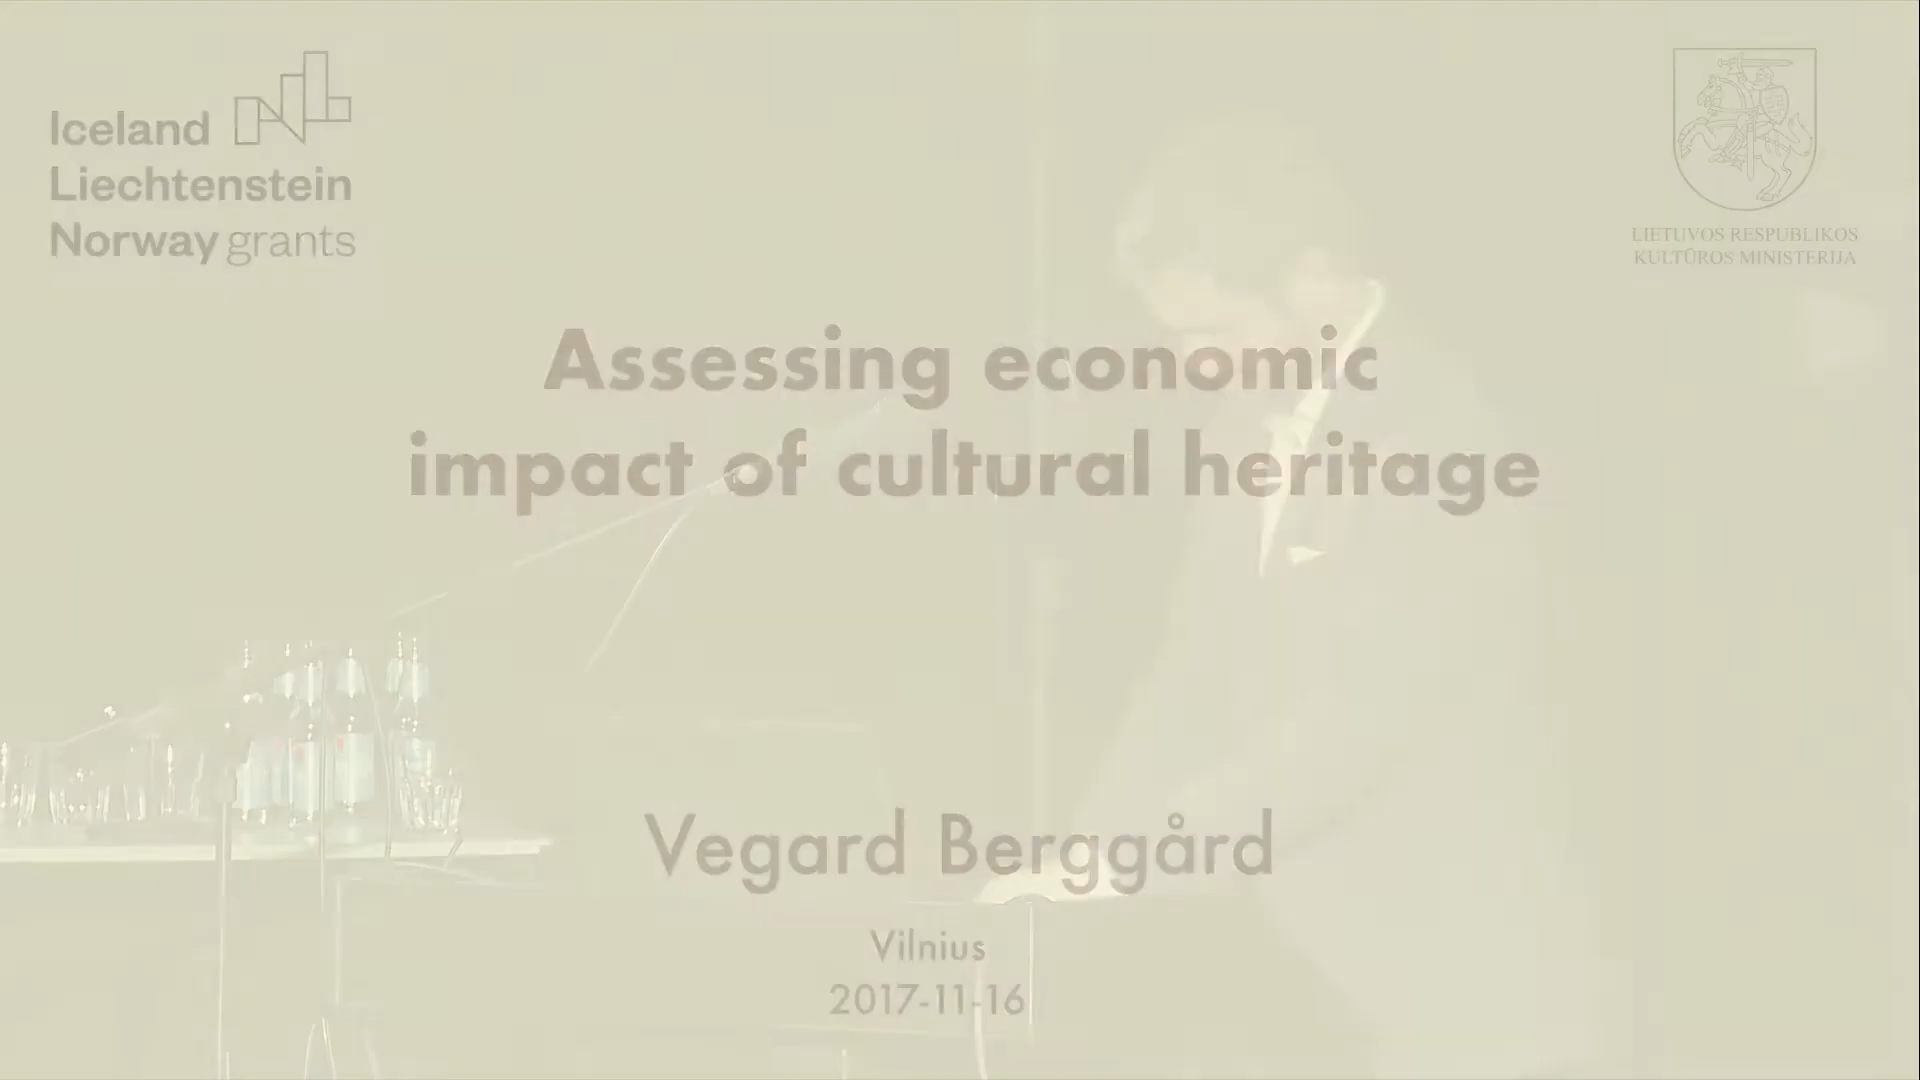 Iceland
Liechtenstein
Norway grants
LIETUVOS RESPUBLIKOS
KULTŪROS MINISTERIJA
Assessing economic
impact of cultural heritage
Vegard Berggård
Vilnius
2017-11-16